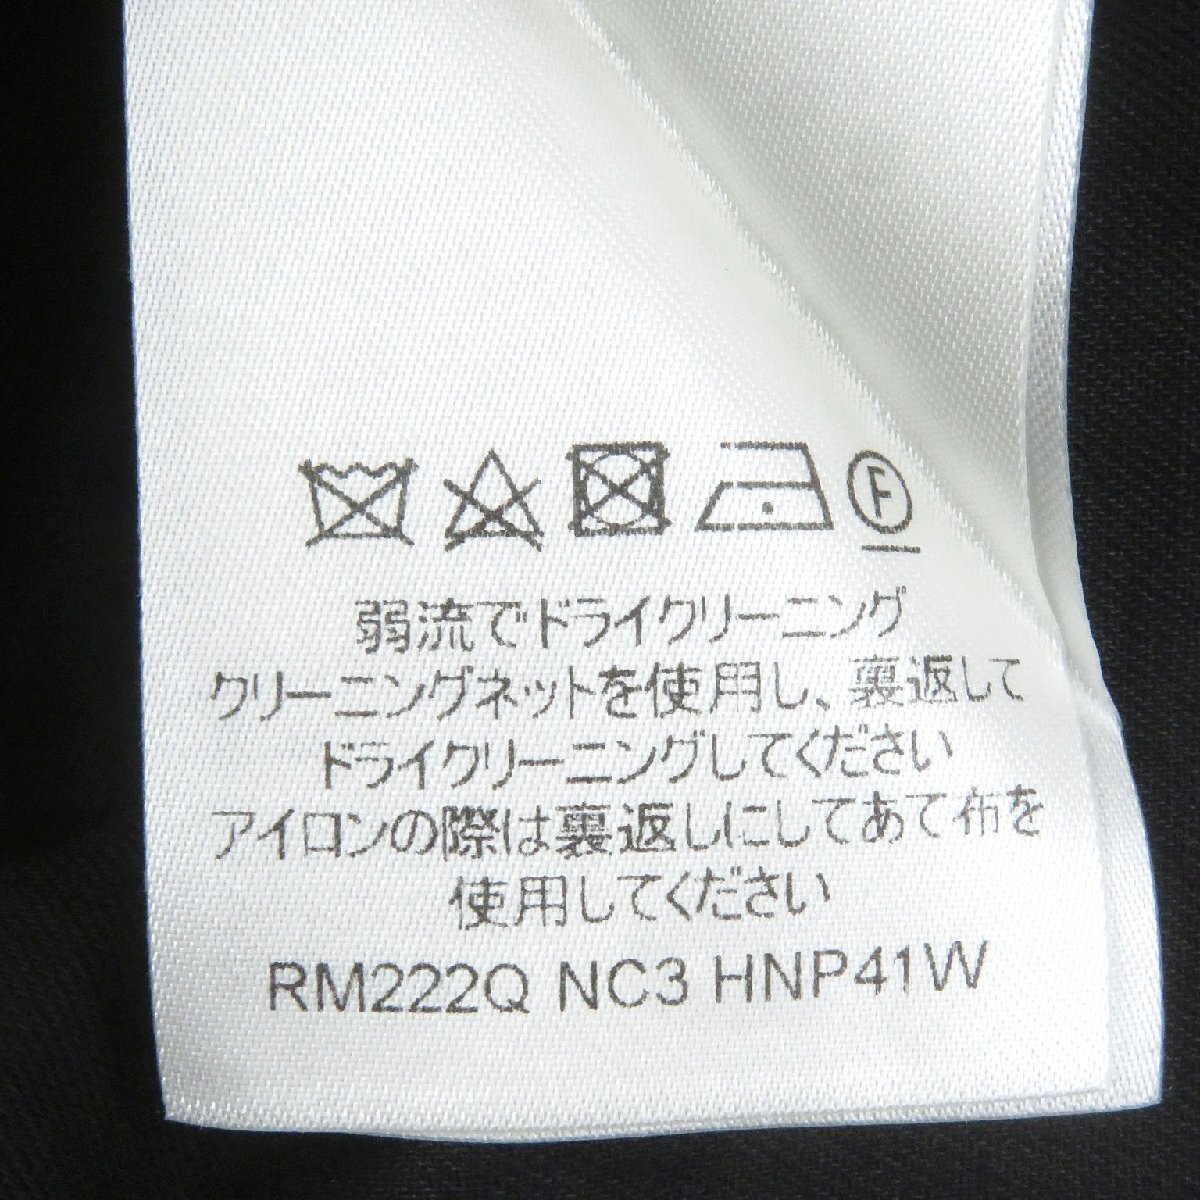 F
弱流でドライクリーニング
クリーニングネットを使用し、裏返して
ドライクリーニングしてください
アイロンの際は裏返しにしてあて布を
使用してください
RM222Q NC3 HNP41W